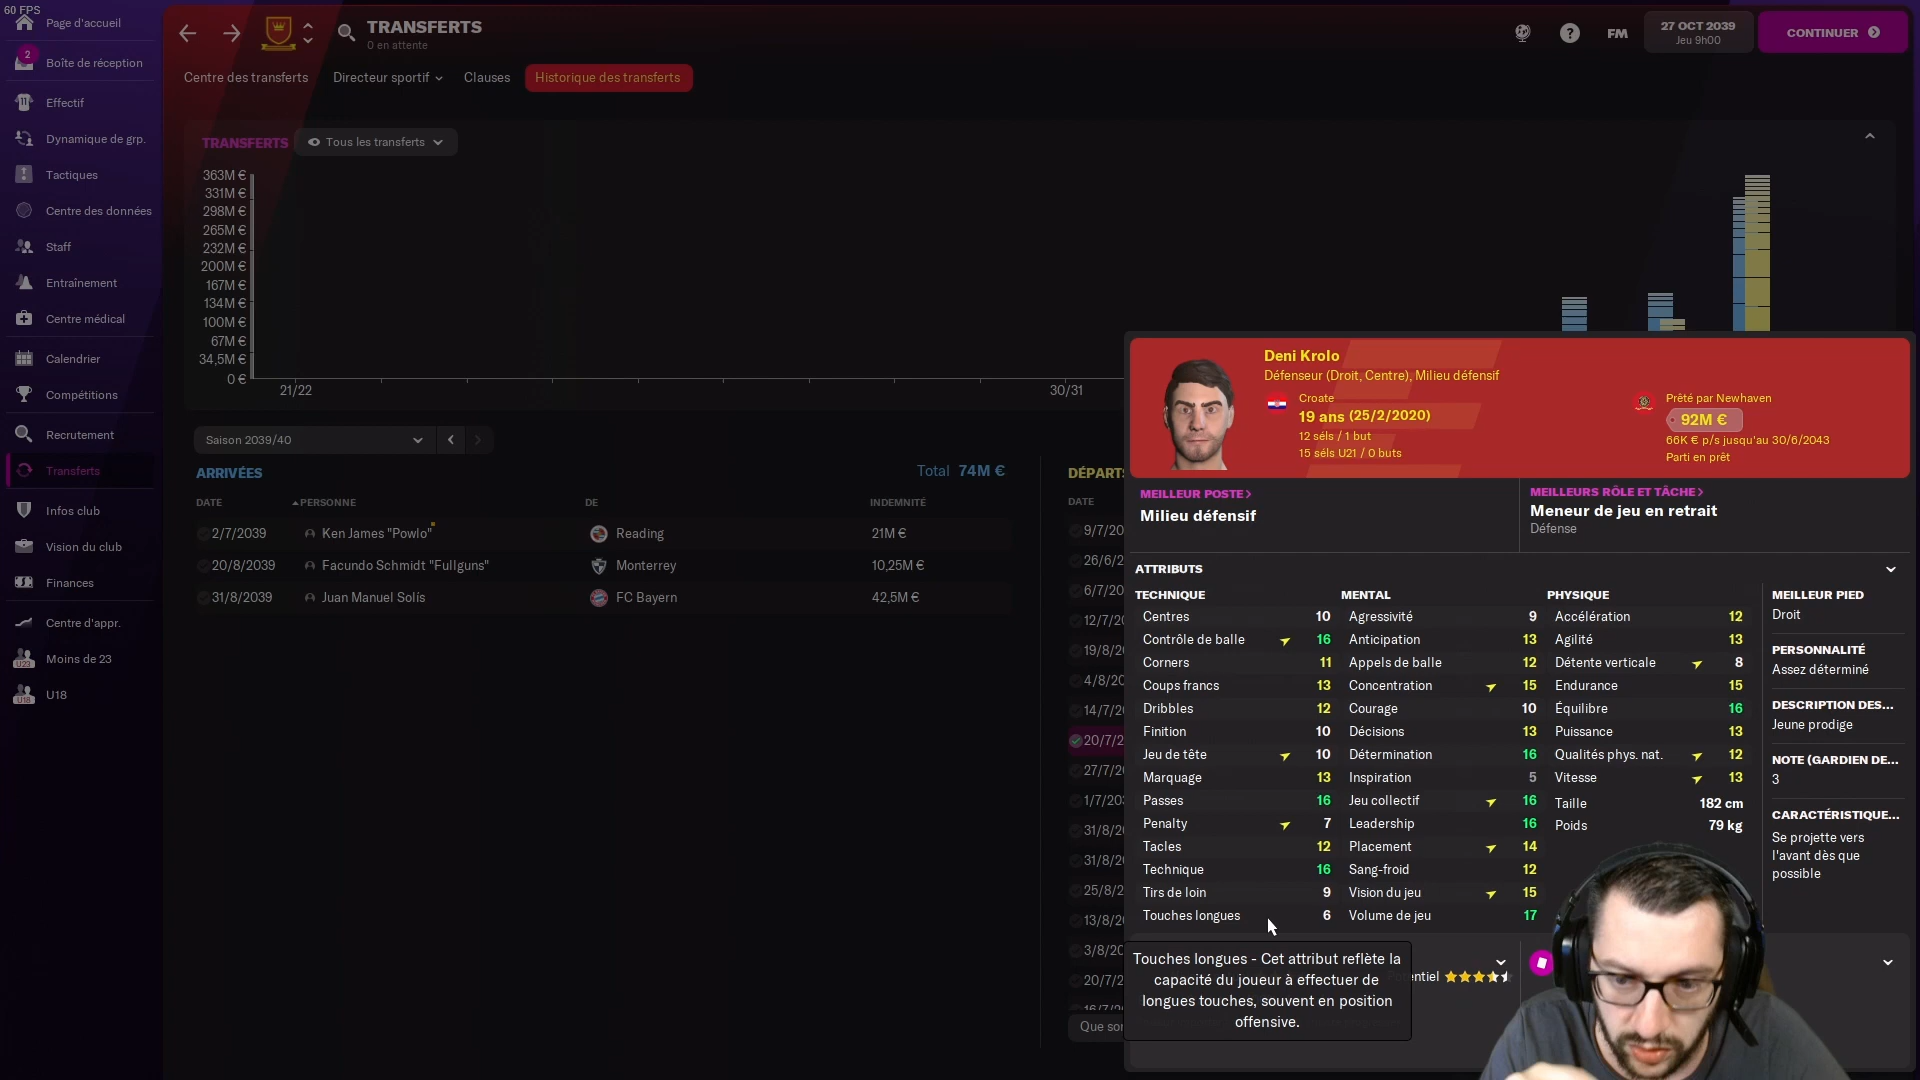 60 FPS
Page d'accueil
2
Boîte de réception
Effectif
Dynamique de grp.
Tactiques
Centre des données
Staff
Entraînement
Centre médical
Calendrier
Compétitions
Recrutement
Transferts
Infos club
Vision du club
Finances
Centre d'appr.
Moins de 23
U18
TRANSFERTS
0 en attente
FM
27 OCT 2039
Jeu 9h00
CONTINUER
Centre des transferts
Directeur sportif
Clauses
Historique des transferts
TRANSFERTS
Tous les transferts
363M €
331M €
298M €
265M €
232M €
200M €
167M €
134M €
100M €
67M €
34,5M €
0 €
21/22
30/31
Saison 2039/40
ARRIVÉES
Total 74M €
DATE PERSONNE DE INDEMNITÉ
2/7/2039 Ken James "Powlo" Reading 21M €
20/8/2039 Facundo Schmidt "Fullguns" Monterrey 10,25M €
31/8/2039 Juan Manuel Solís FC Bayern 42,5M €
DATE
Deni Krolo
Défenseur (Droit, Centre), Milieu défensif
Croate
19 ans (25/2/2020)
12 séls / 1 but
15 séls U21 / 0 buts
Prêté par Newhaven
92M €
66K € p/s jusqu'au 30/6/2043
Parti en prêt
MEILLEUR POSTE
Milieu défensif
MEILLEURS RÔLE ET TÂCHE
Meneur de jeu en retrait
Défense
ATTRIBUTS
TECHNIQUE
Centres 10
Contrôle de balle 16
Corners 11
Coups francs 13
Dribbles 12
Finition 10
Jeu de tête 10
Marquage 13
Passes 16
Penalty 7
Tacles 12
Technique 16
Tirs de loin 9
Touches longues 6
MENTAL
Agressivité 9
Anticipation 13
Appels de balle 12
Concentration 15
Courage 10
Décisions 13
Détermination 16
Inspiration 5
Jeu collectif 16
Leadership 16
Placement 14
Sang-froid 12
Vision du jeu 15
Volume de jeu 17
PHYSIQUE
Accélération 12
Agilité 13
Détente verticale 8
Endurance 15
Équilibre 16
Puissance 13
Qualités phys. nat. 12
Vitesse 13
Taille 182 cm
Poids 79 kg
MEILLEUR PIED
Droit
PERSONNALITÉ
Assez déterminé
DESCRIPTION DES...
Jeune prodige
NOTE (GARDIEN DE...
3
CARACTÉRISTIQUE...
Se projette vers
l'avant dès que
possible
Touches longues - Cet attribut reflète la
capacité du joueur à effectuer de
longues touches, souvent en position
offensive.